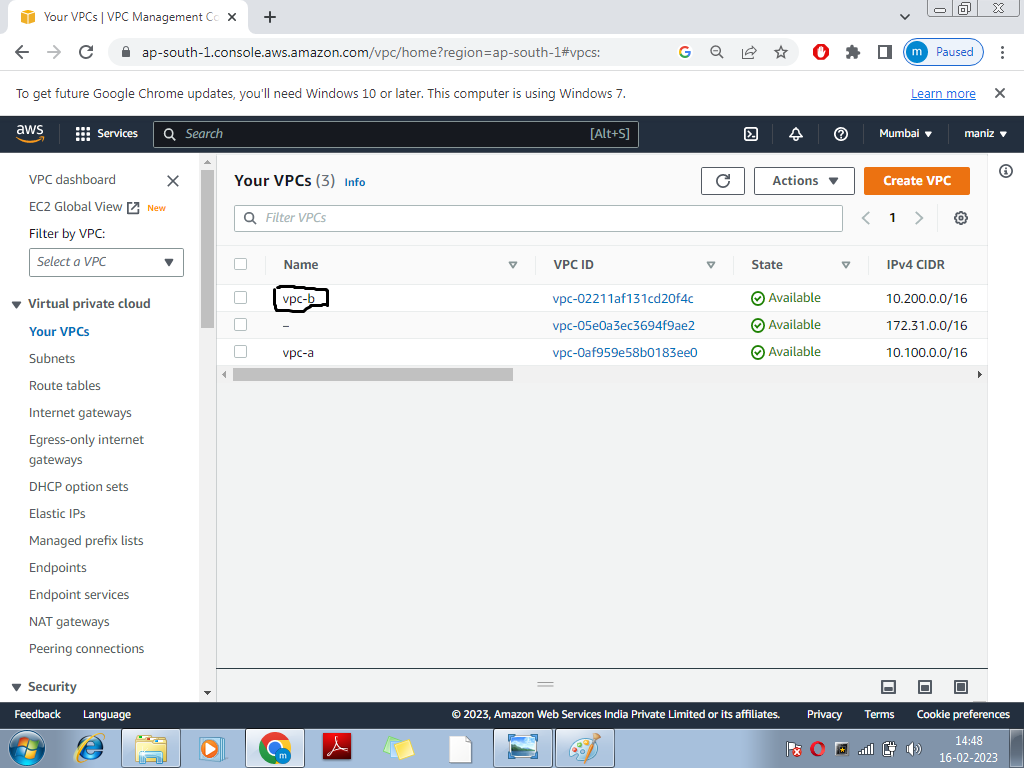 Your VPCs | VPC Management Co
ap-south-1.console.aws.amazon.com/vpc/home?region=ap-south-1#vpcs:
m Paused
To get future Google Chrome updates, you'll need Windows 10 or later. This computer is using Windows 7. Learn more
aws Services Search [Alt+S] Mumbai maniz
VPC dashboard
EC2 Global View New
Filter by VPC:
Select a VPC
Virtual private cloud
Your VPCs
Subnets
Route tables
Internet gateways
Egress-only internet
gateways
DHCP option sets
Elastic IPs
Managed prefix lists
Endpoints
Endpoint services
NAT gateways
Peering connections
Security
Your VPCs (3) Info
Actions Create VPC
Filter VPCs
1
Name VPC ID State IPv4 CIDR
vpc-b vpc-02211af131cd20f4c Available 10.200.0.0/16
– vpc-05e0a3ec3694f9ae2 Available 172.31.0.0/16
vpc-a vpc-0af959e58b0183ee0 Available 10.100.0.0/16
Feedback Language © 2023, Amazon Web Services India Private Limited or its affiliates. Privacy Terms Cookie preferences
m
14:48
16-02-2023